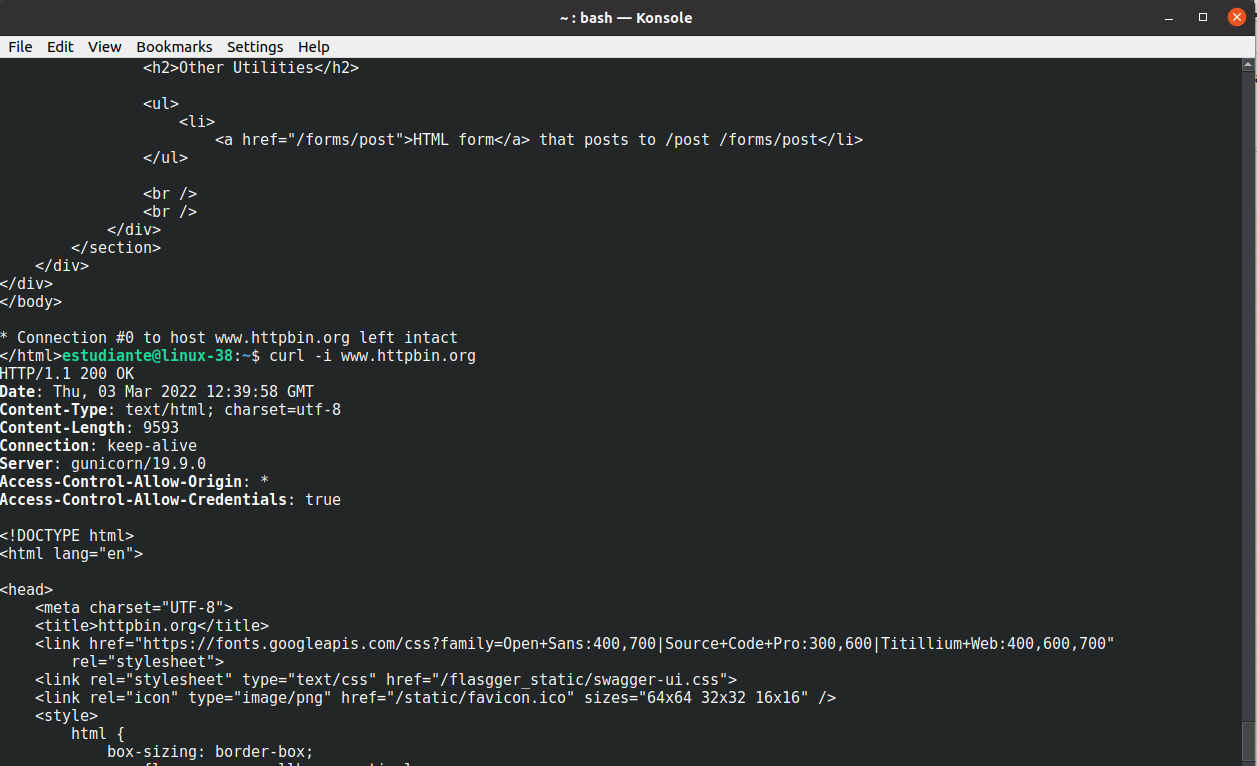 ~ : bash — Konsole
File Edit View Bookmarks Settings Help
<h2>Other Utilities</h2>
<ul>
<li>
<a href="/forms/post">HTML form</a> that posts to /post /forms/post</li>
</ul>
<br />
<br />
</div>
</section>
</div>
</div>
</body>
* Connection #0 to host www.httpbin.org left intact
</html>estudiante@linux-38:~$ curl -i www.httpbin.org
HTTP/1.1 200 OK
Date: Thu, 03 Mar 2022 12:39:58 GMT
Content-Type: text/html; charset=utf-8
Content-Length: 9593
Connection: keep-alive
Server: gunicorn/19.9.0
Access-Control-Allow-Origin: *
Access-Control-Allow-Credentials: true
<!DOCTYPE html>
<html lang="en">
<head>
<meta charset="UTF-8">
<title>httpbin.org</title>
<link href="https://fonts.googleapis.com/css?family=Open+Sans:400,700|Source+Code+Pro:300,600|Titillium+Web:400,600,700"
rel="stylesheet">
<link rel="stylesheet" type="text/css" href="/flasgger_static/swagger-ui.css">
<link rel="icon" type="image/png" href="/static/favicon.ico" sizes="64x64 32x32 16x16" />
<style>
html {
box-sizing: border-box;